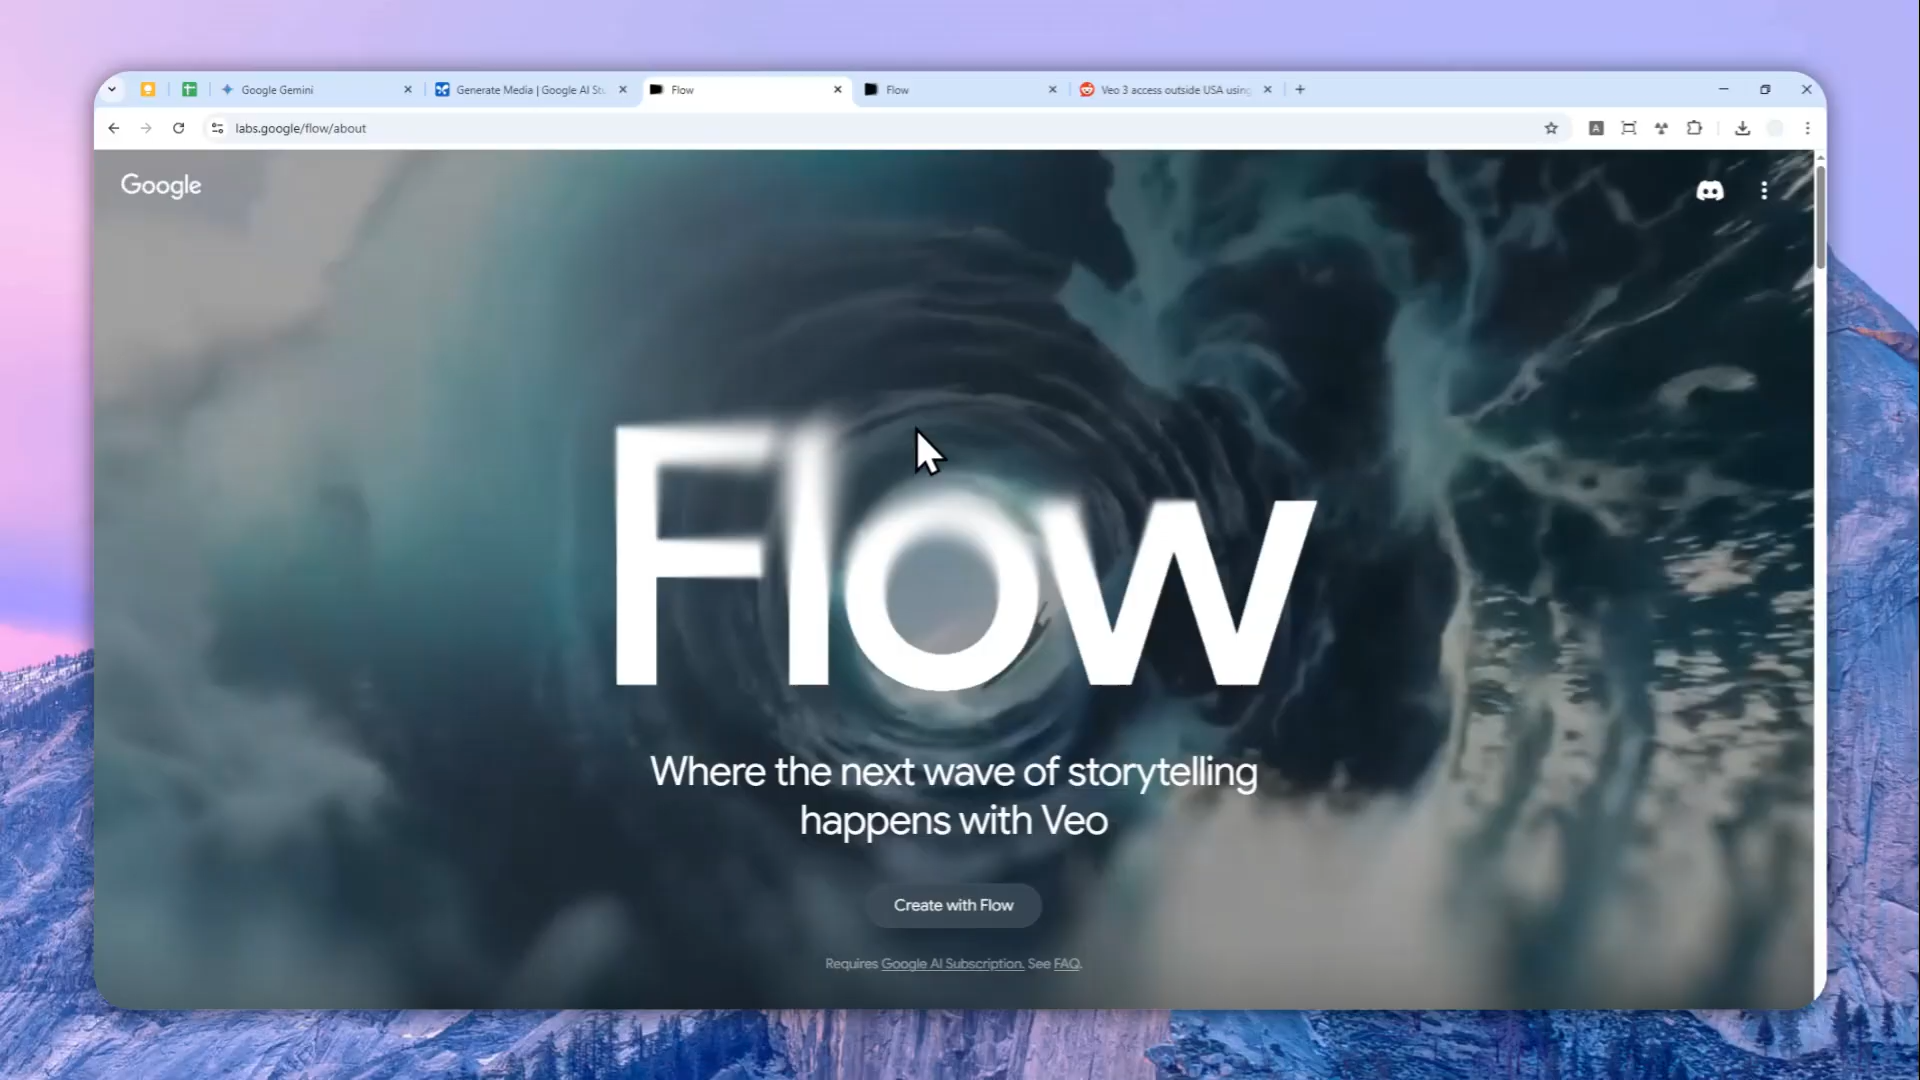 Google Gemini
Generate Media | Google AI Stu
Flow
Flow
Veo 3 access outside USA using
labs.google/flow/about
A
Google
Flow
Where the next wave of storytelling
happens with Veo
Create with Flow
Requires Google AI Subscription. See FAQ.